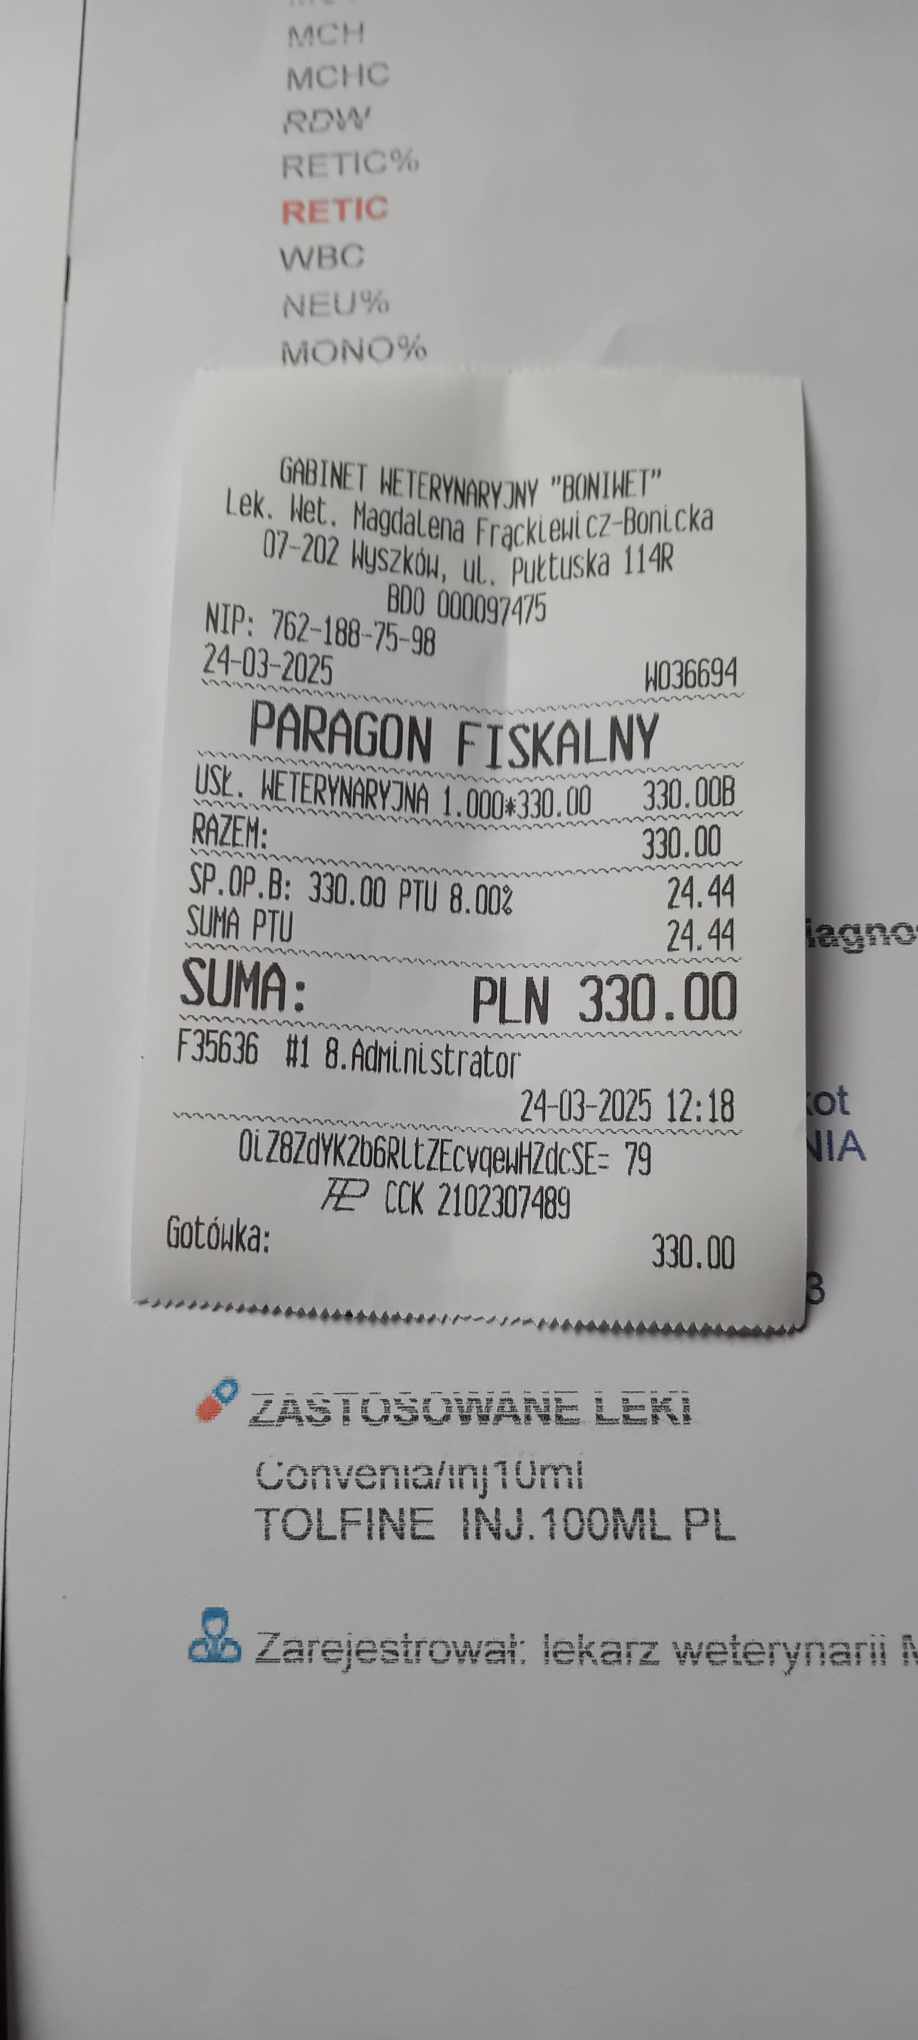 MCH
MCHC
RDW
RETIC%
RETIC
WBC
NEU%
MONO%
GABINET WETERYNARYJNY "BONIWET"
Lek. Wet. Magdalena Frąckiewicz-Bonicka
07-202 Wyszków, ul. Pułtuska 114R
BDO 000097475
NIP: 762-188-75-98
24-03-2025 W036694
PARAGON FISKALNY
USŁ. WETERYNARYJNA 1.000*330.00 330.00B
RAZEM: 330.00
SP.OP.B: 330.00 PTU 8.00% 24.44
SUMA PTU 24.44
SUMA: PLN 330.00
F35636 #1 8.Administrator
24-03-2025 12:18
OiZ8ZdYK2b6RLtZEcvqewHZdcSE= 79
CCK 2102307489
Gotówka: 330.00
iagno
kot
NIA
3
ZASTOSOWANE LEKI
Convenia/inj10ml
TOLFINE INJ.100ML PL
Zarejestrował: lekarz weterynarii M